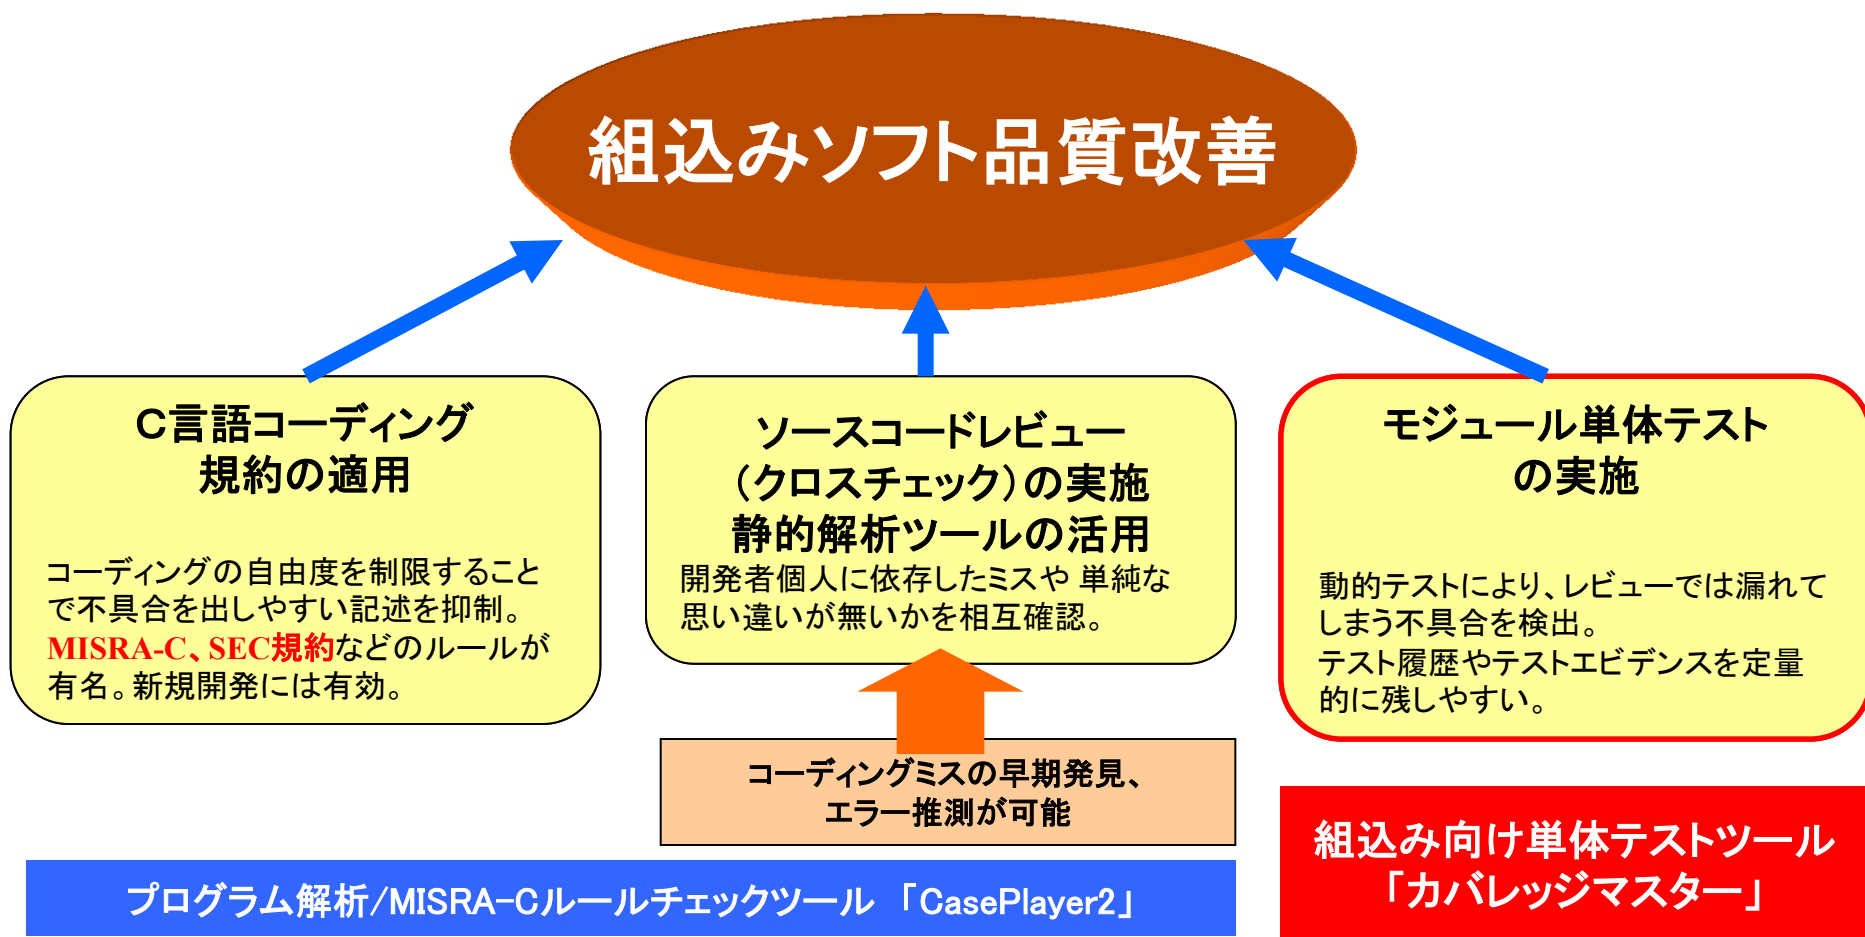 組込みソフト品質改善
C言語コーディング
規約の適用
コーディングの自由度を制限すること
で不具合を出しやすい記述を抑制。
MISRA-C、SEC規約などのルールが
有名。新規開発には有効。
ソースコードレビュー
（クロスチェック）の実施
静的解析ツールの活用
開発者個人に依存したミスや 単純な
思い違いが無いかを相互確認。
モジュール単体テスト
の実施
動的テストにより、レビューでは漏れて
しまう不具合を検出。
テスト履歴やテストエビデンスを定量
的に残しやすい。
コーディングミスの早期発見、
エラー推測が可能
プログラム解析/MISRA-Cルールチェックツール 「CasePlayer2」
組込み向け単体テストツール
「カバレッジマスター」